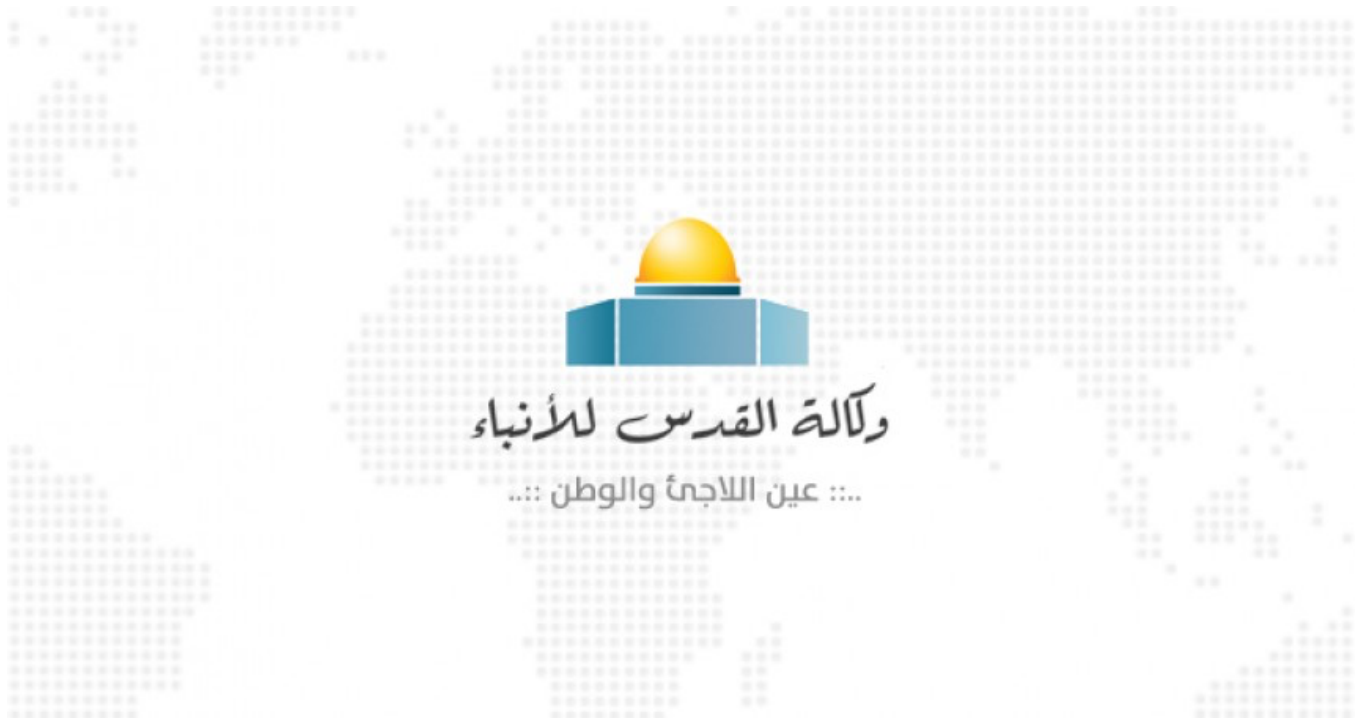 وكالة القدس للأنباء
..:: عين اللاجئ والوطن ::..